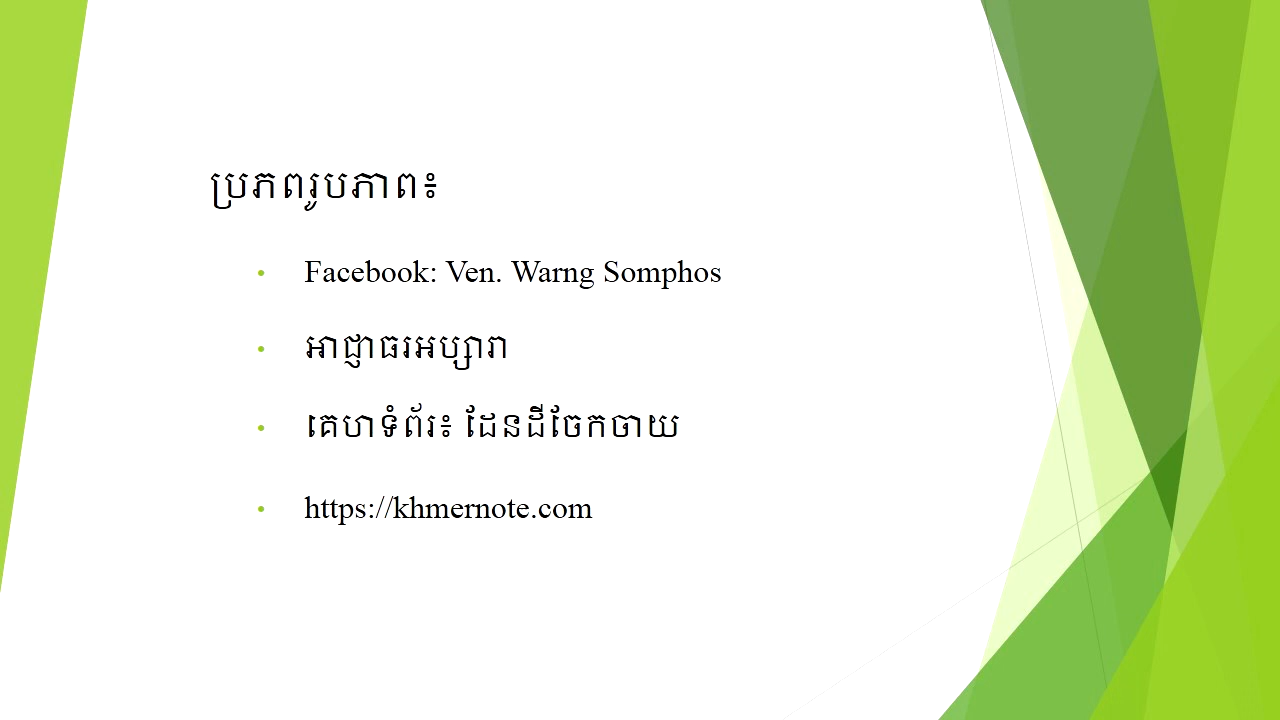 ប្រភពរូបភាព៖
• Facebook: Ven. Warng Somphos
• អាជ្ញាធរអប្សារា
• គេហទំព័រ៖ ដែនដីចែកចាយ
• https://khmernote.com